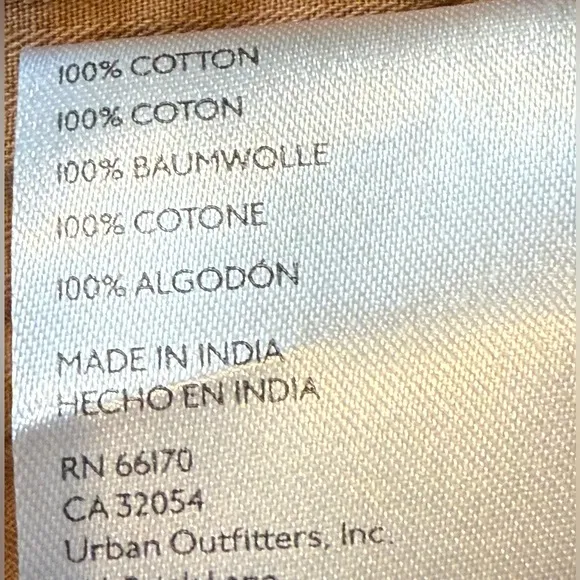 100% COTTON
100% COTON
100% BAUMWOLLE
100% COTONE
100% ALGODÓN
MADE IN INDIA
HECHO EN INDIA
RN 66170
CA 32054
Urban Outfitters, Inc.